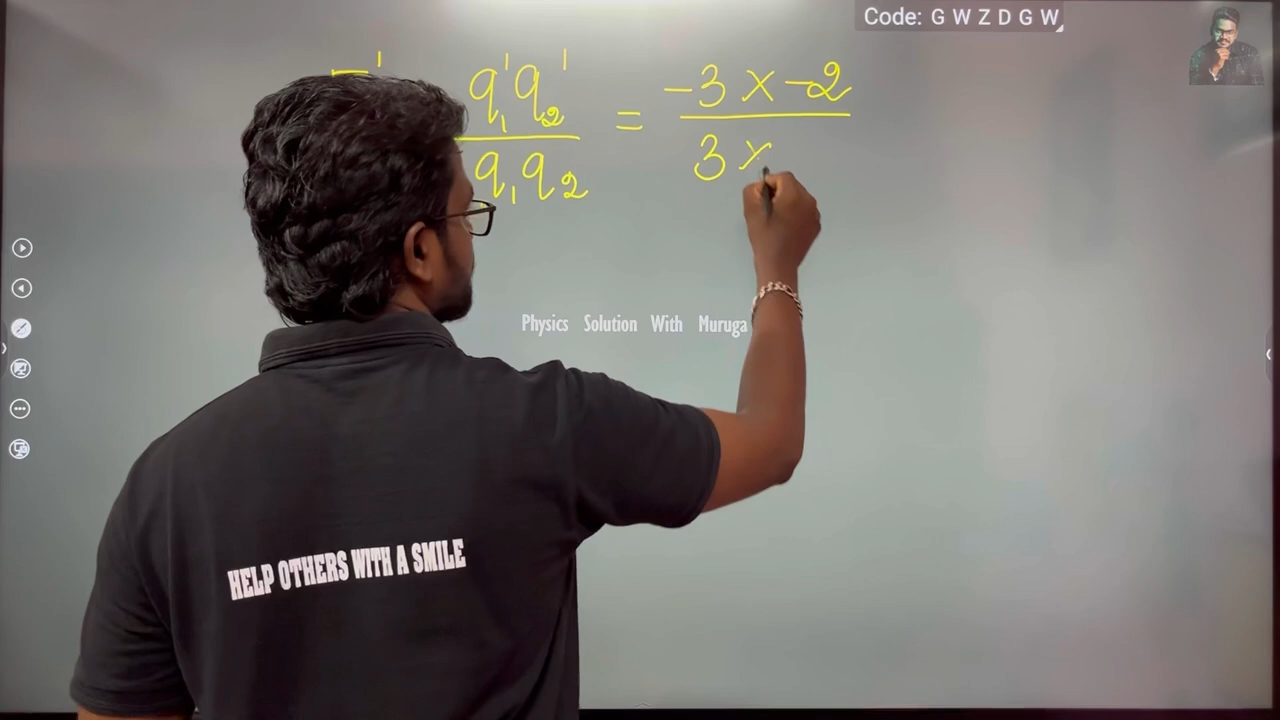 Code: G W Z D G W
q₁'q₂' = -3 x -2
q₁q₂ 3 x
Physics Solution With Muruga
HELP OTHERS WITH A SMILE